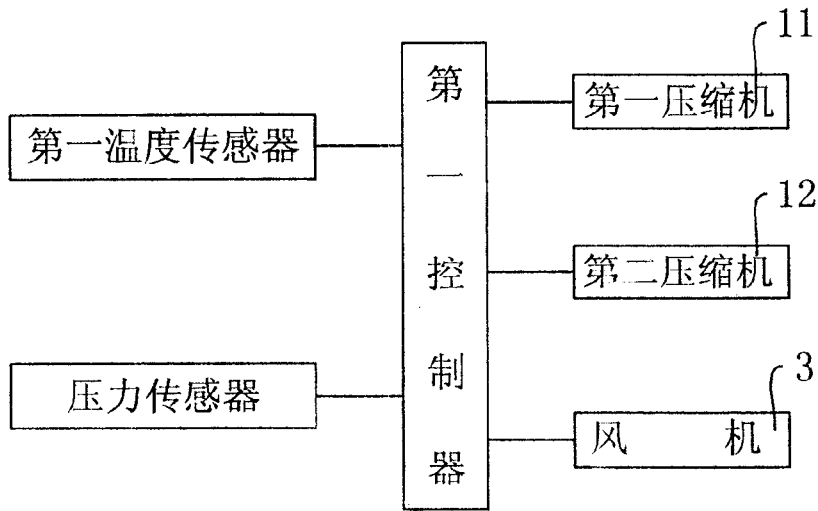 第一温度传感器
压力传感器
第一控制器
11
第一压缩机
12
第二压缩机
3
风机